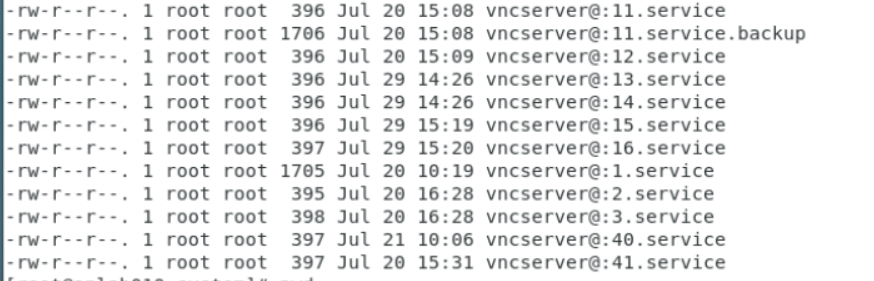 -rw-r--r--. 1 root root  396 Jul 20 15:08 vncserver@:11.service
-rw-r--r--. 1 root root 1706 Jul 20 15:08 vncserver@:11.service.backup
-rw-r--r--. 1 root root  396 Jul 20 15:09 vncserver@:12.service
-rw-r--r--. 1 root root  396 Jul 29 14:26 vncserver@:13.service
-rw-r--r--. 1 root root  396 Jul 29 14:26 vncserver@:14.service
-rw-r--r--. 1 root root  396 Jul 29 15:19 vncserver@:15.service
-rw-r--r--. 1 root root  397 Jul 29 15:20 vncserver@:16.service
-rw-r--r--. 1 root root 1705 Jul 20 10:19 vncserver@:1.service
-rw-r--r--. 1 root root  395 Jul 20 16:28 vncserver@:2.service
-rw-r--r--. 1 root root  398 Jul 20 16:28 vncserver@:3.service
-rw-r--r--. 1 root root  397 Jul 21 10:06 vncserver@:40.service
-rw-r--r--. 1 root root  397 Jul 20 15:31 vncserver@:41.service